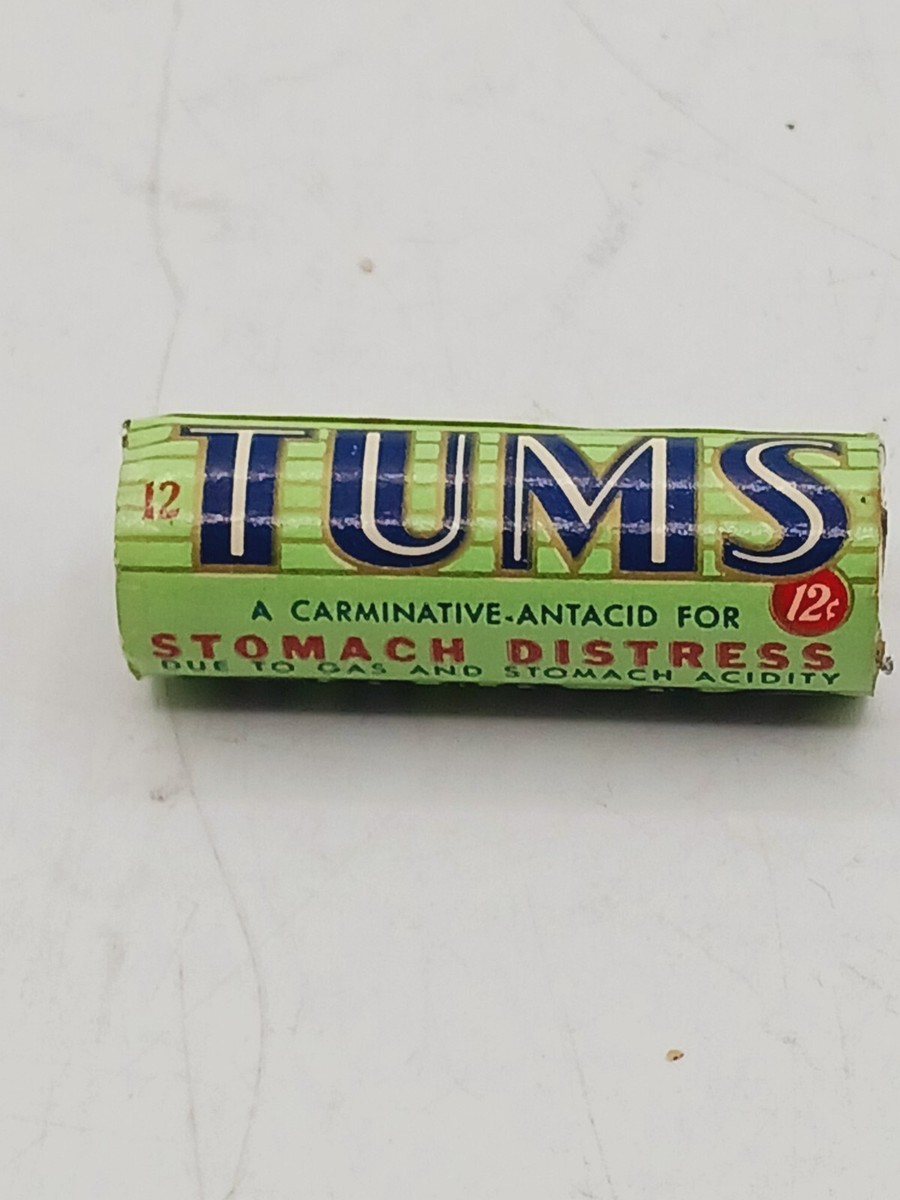 12 TUMS
A CARMINATIVE-ANTACID FOR 12¢
STOMACH DISTRESS
DUE TO GAS AND STOMACH ACIDITY